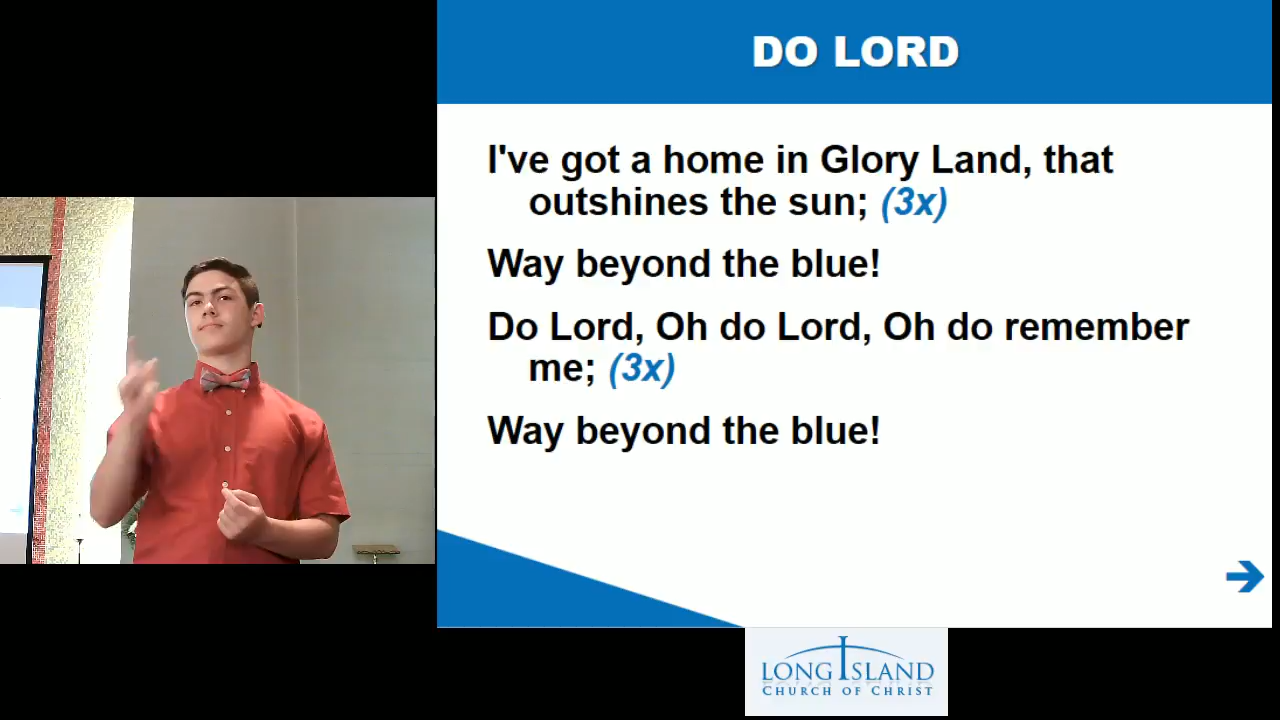 DO LORD
I've got a home in Glory Land, that
outshines the sun; (3x)
Way beyond the blue!
Do Lord, Oh do Lord, Oh do remember
me; (3x)
Way beyond the blue!
LONG ISLAND
CHURCH OF CHRIST